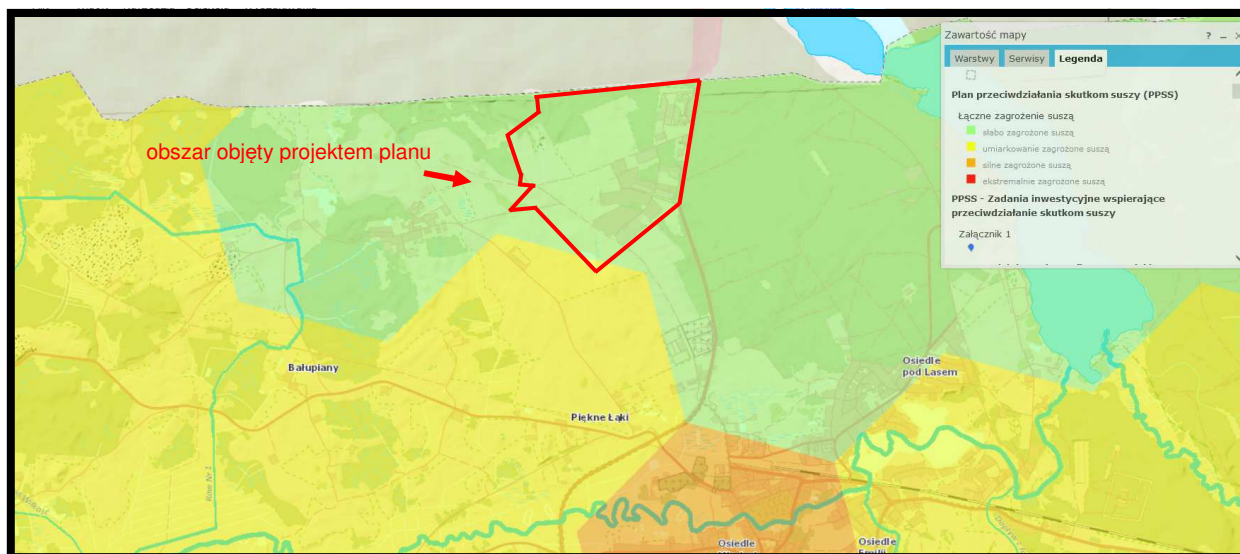 obszar objęty projektem planu
Zawartość mapy ? _ ×
Warstwy Serwisy Legenda
Plan przeciwdziałania skutkom suszy (PPSS)
Łączne zagrożenie suszą
słabo zagrożone suszą
umiarkowanie zagrożone suszą
silne zagrożone suszą
ekstremalnie zagrożone suszą
PPSS - Zadania inwestycyjne wspierające
przeciwdziałanie skutkom suszy
Załącznik 1
Bałupiany
Piękne Łąki
Osiedle
pod Lasem
Osiedle
Osiedle
Emilii